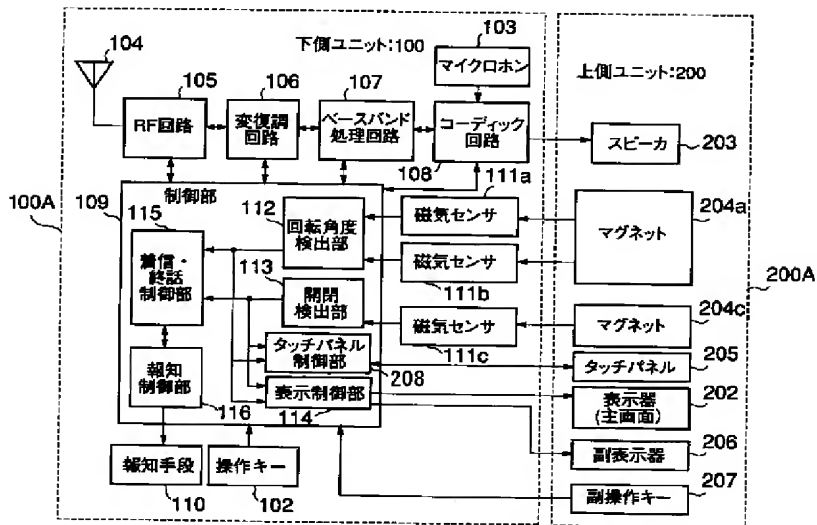 104
105
RF回路
106
変復調
回路
107
ベースバンド
処理回路
下側ユニット:100
103
マイクロホン
コーディック
回路
108
上側ユニット:200
スピーカ
203
100A
109
制御部
115
着信・
終話
制御部
112
回転角度
検出部
113
開閉
検出部
111a
磁気センサ
磁気センサ
111b
磁気センサ
111c
マグネット
204a
200A
マグネット
204c
タッチパネル
制御部
208
タッチパネル
205
報知
制御部
116
表示制御部
114
表示器
(主画面)
202
副表示器
206
報知手段
110
操作キー
102
副操作キー
207